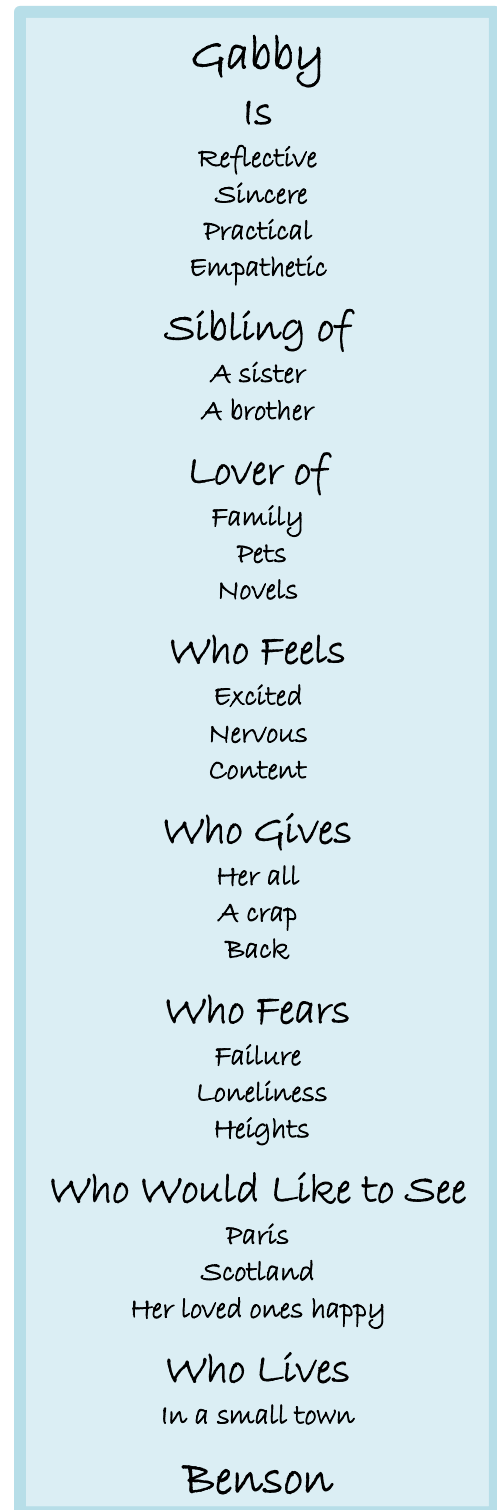 Gabby
Is
Reflective
Sincere
Practical
Empathetic
Sibling of
A sister
A brother
Lover of
Family
Pets
Novels
Who Feels
Excited
Nervous
Content
Who Gives
Her all
A crap
Back
Who Fears
Failure
Loneliness
Heights
Who Would Like to See
Paris
Scotland
Her loved ones happy
Who Lives
In a small town
Benson